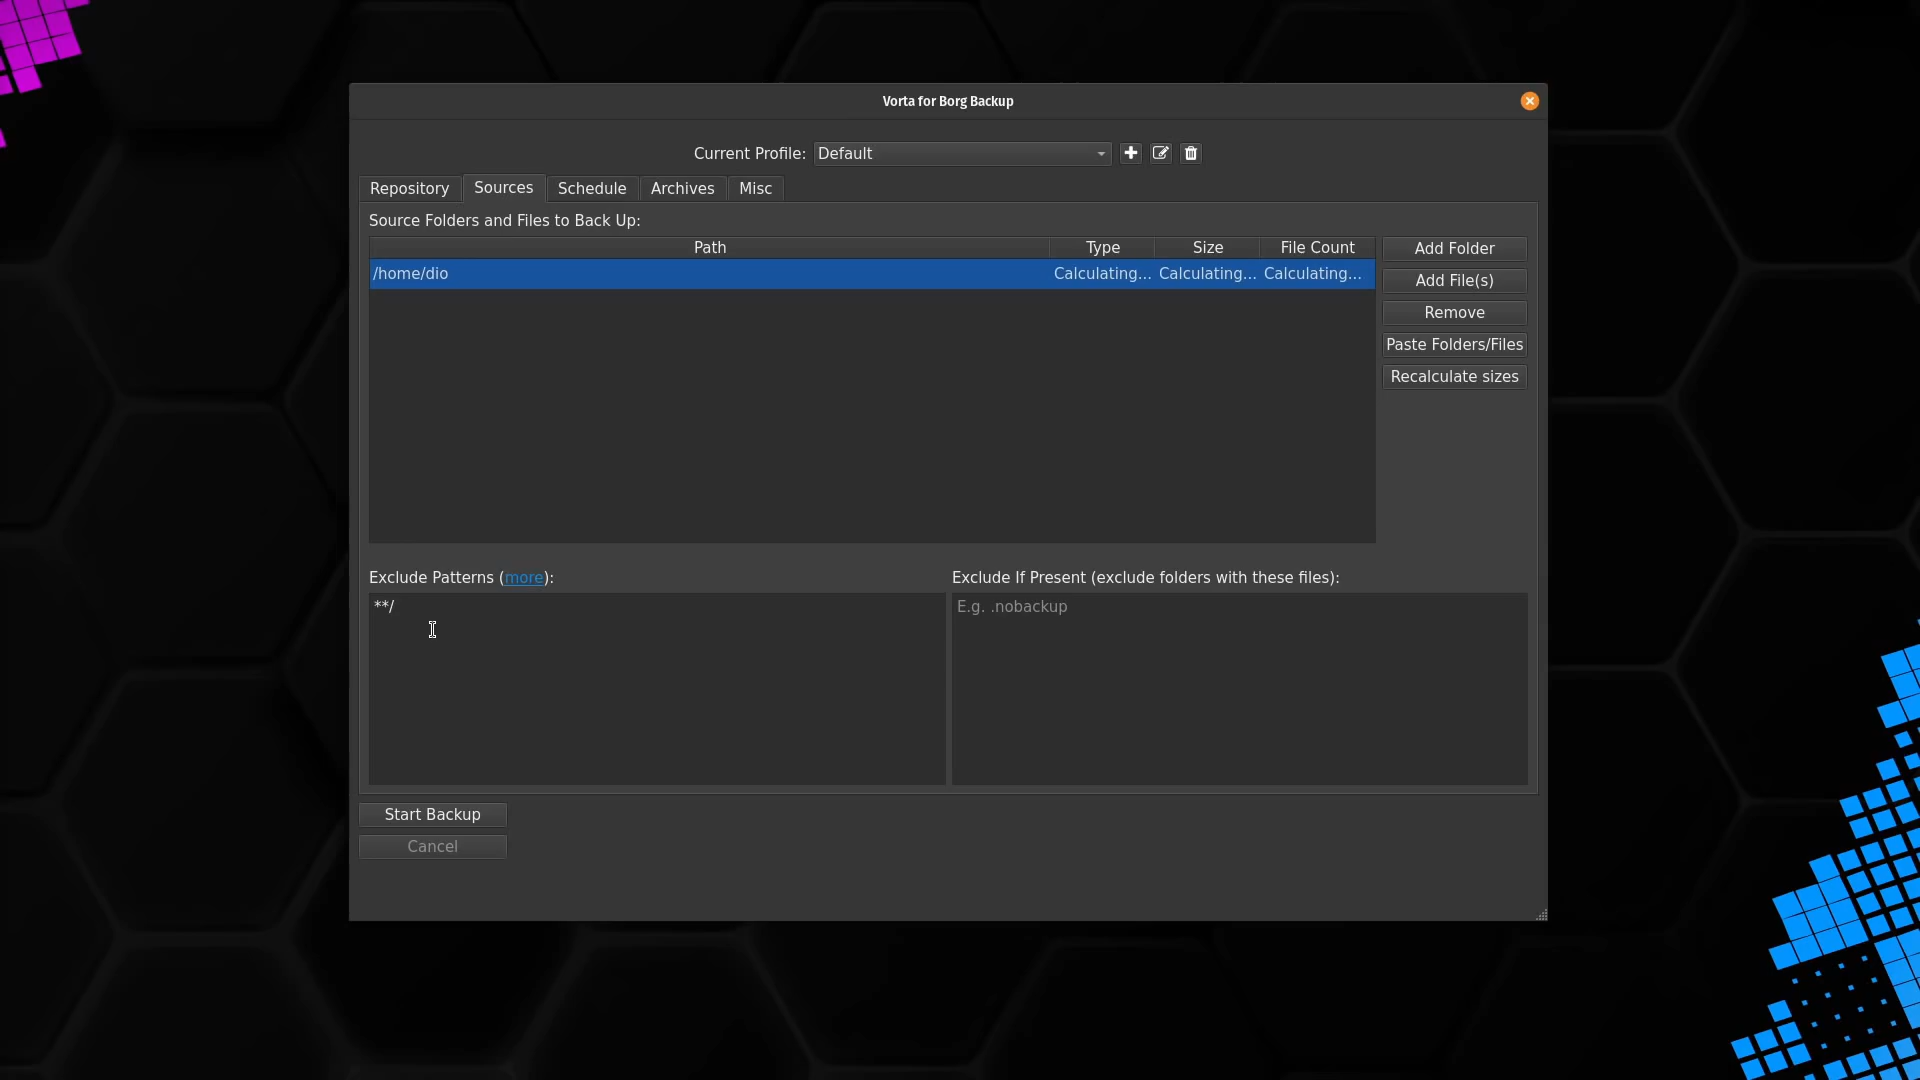 Vorta for Borg Backup
Current Profile: Default
Repository Sources Schedule Archives Misc
Source Folders and Files to Back Up:
Path Type Size File Count
/home/dio Calculating... Calculating... Calculating...
Add Folder
Add File(s)
Remove
Paste Folders/Files
Recalculate sizes
Exclude Patterns (more):
**/
Exclude If Present (exclude folders with these files):
E.g. .nobackup
Start Backup
Cancel